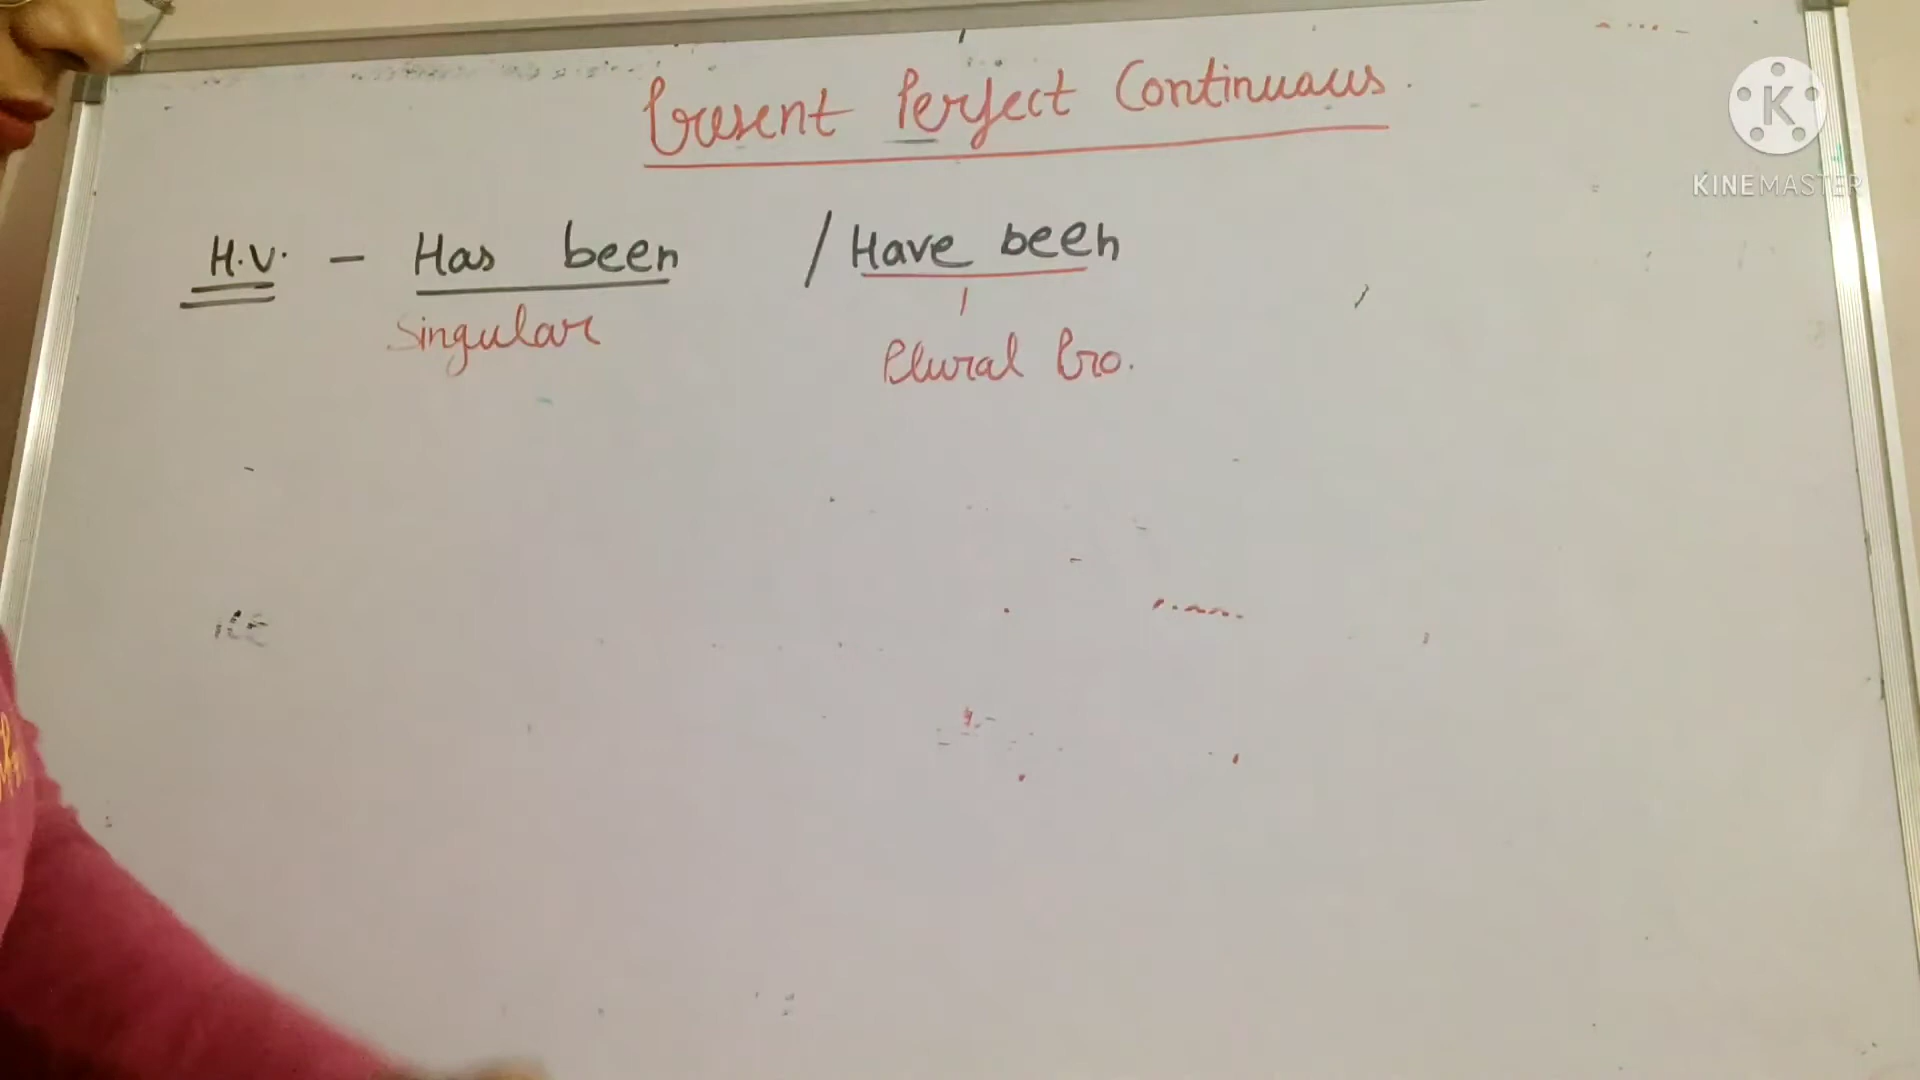 Present Perfect Continuous.
H.V. - Has been / Have been
Singular Plural Pro.
KINEMASTER